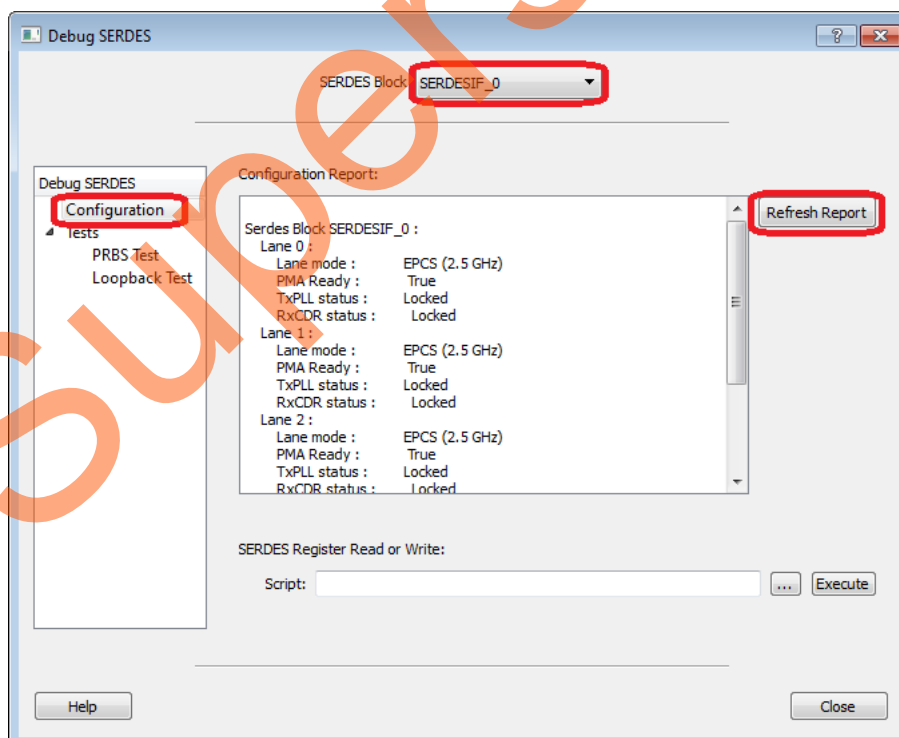 Debug SERDES
SERDES Block SERDESIF_0
Debug SERDES
Configuration
Tests
PRBS Test
Loopback Test
Configuration Report:
Serdes Block SERDESIF_0 :
Lane 0 :
Lane mode : EPCS (2.5 GHz)
PMA Ready : True
TxPLL status : Locked
RxCDR status : Locked
Lane 1 :
Lane mode : EPCS (2.5 GHz)
PMA Ready : True
TxPLL status : Locked
RxCDR status : Locked
Lane 2 :
Lane mode : EPCS (2.5 GHz)
PMA Ready : True
TxPLL status : Locked
RxCDR status : Locked
Refresh Report
SERDES Register Read or Write:
Script: ... Execute
Help Close
Supers